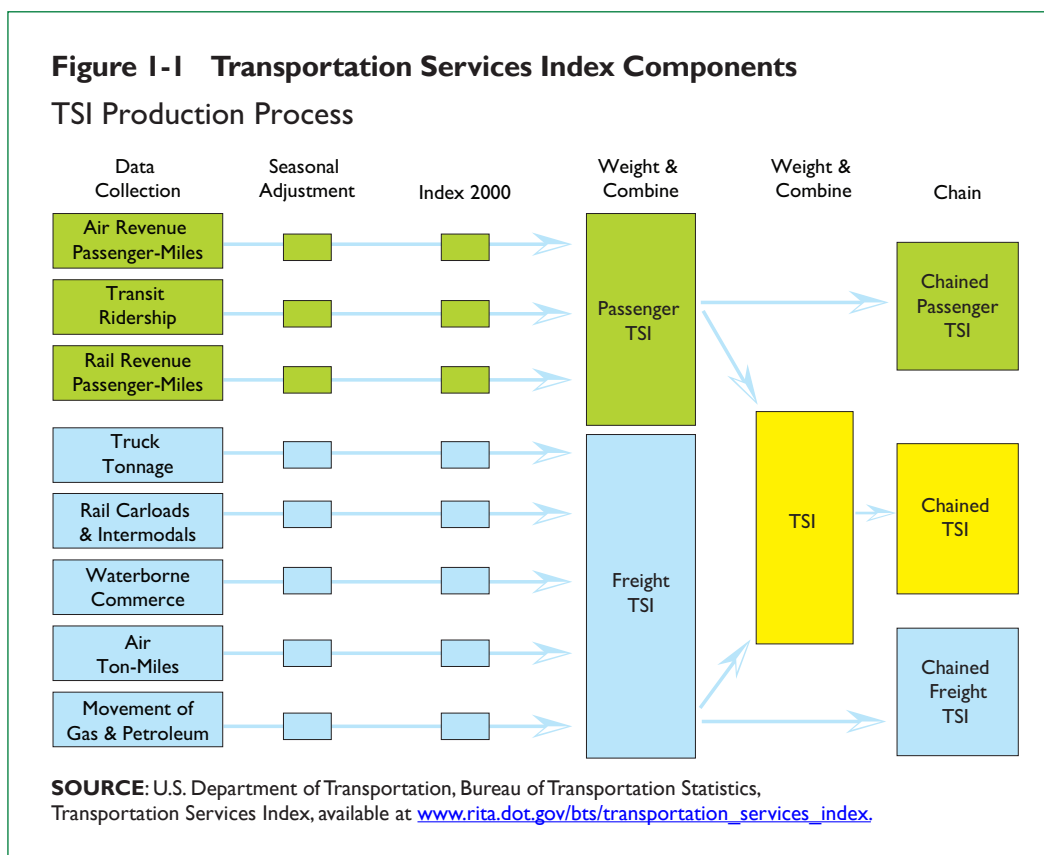 Figure 1-1 Transportation Services Index Components
TSI Production Process
Data
Collection
Seasonal
Adjustment
Index 2000
Weight &
Combine
Weight &
Combine
Chain
Air Revenue
Passenger-Miles
Transit
Ridership
Rail Revenue
Passenger-Miles
Truck
Tonnage
Rail Carloads
& Intermodals
Waterborne
Commerce
Air
Ton-Miles
Movement of
Gas & Petroleum
Passenger
TSI
Freight
TSI
TSI
Chained
Passenger
TSI
Chained
TSI
Chained
Freight
TSI
SOURCE: U.S. Department of Transportation, Bureau of Transportation Statistics,
Transportation Services Index, available at www.rita.dot.gov/bts/transportation_services_index.